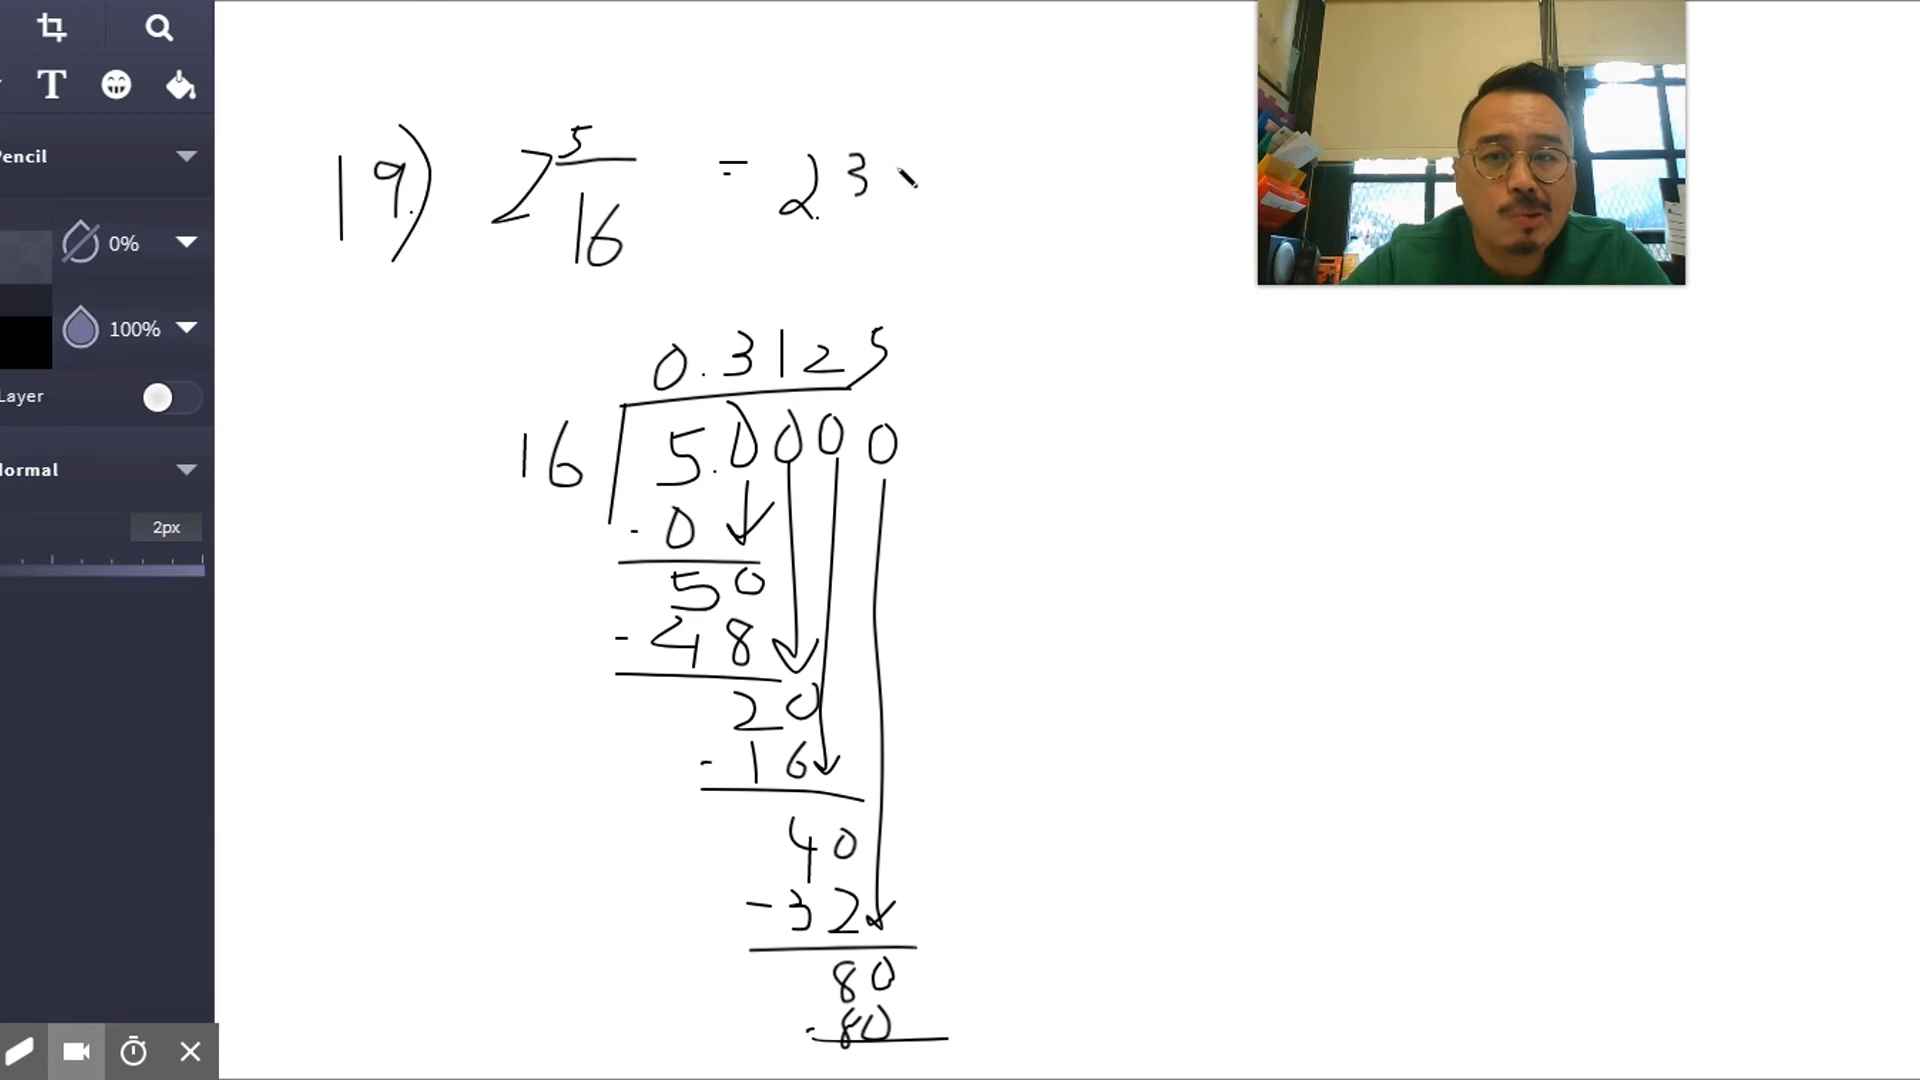 T
Pencil
0%
100%
Layer
Normal
2px
19.) 2 5/16 = 2.3
0.3125
16 5.0000
- 0
50
- 48
20
- 16
40
- 32
80
- 80